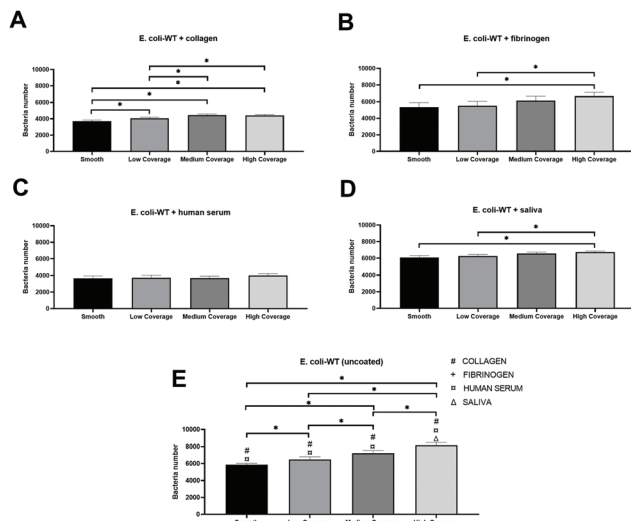 A
E. coli-WT + collagen
*
*
*
*
*
Bacteria number
10000
8000
6000
4000
2000
0
Smooth Low Coverage Medium Coverage High Coverage
B
E. coli-WT + fibrinogen
*
*
Bacteria number
10000
8000
6000
4000
2000
0
Smooth Low Coverage Medium Coverage High Coverage
C
E. coli-WT + human serum
Bacteria number
10000
8000
6000
4000
2000
0
Smooth Low Coverage Medium Coverage High Coverage
D
E. coli-WT + saliva
*
*
Bacteria number
10000
8000
6000
4000
2000
0
Smooth Low Coverage Medium Coverage High Coverage
E
E. coli-WT (uncoated)
# COLLAGEN
+ FIBRINOGEN
¤ HUMAN SERUM
Δ SALIVA
*
*
*
*
*
*
#
¤
#
¤
#
¤
#
¤
Δ
Bacteria number
10000
8000
6000
4000
2000
0